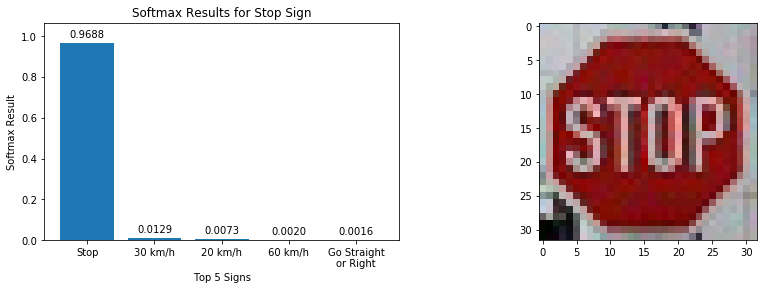 Softmax Results for Stop Sign
Softmax Result
1.0
0.8
0.6
0.4
0.2
0.0
0.9688
0.0129
0.0073
0.0020
0.0016
Stop
30 km/h
20 km/h
60 km/h
Go Straight
or Right
Top 5 Signs
0
5
10
15
20
25
30
STOP
0
5
10
15
20
25
30